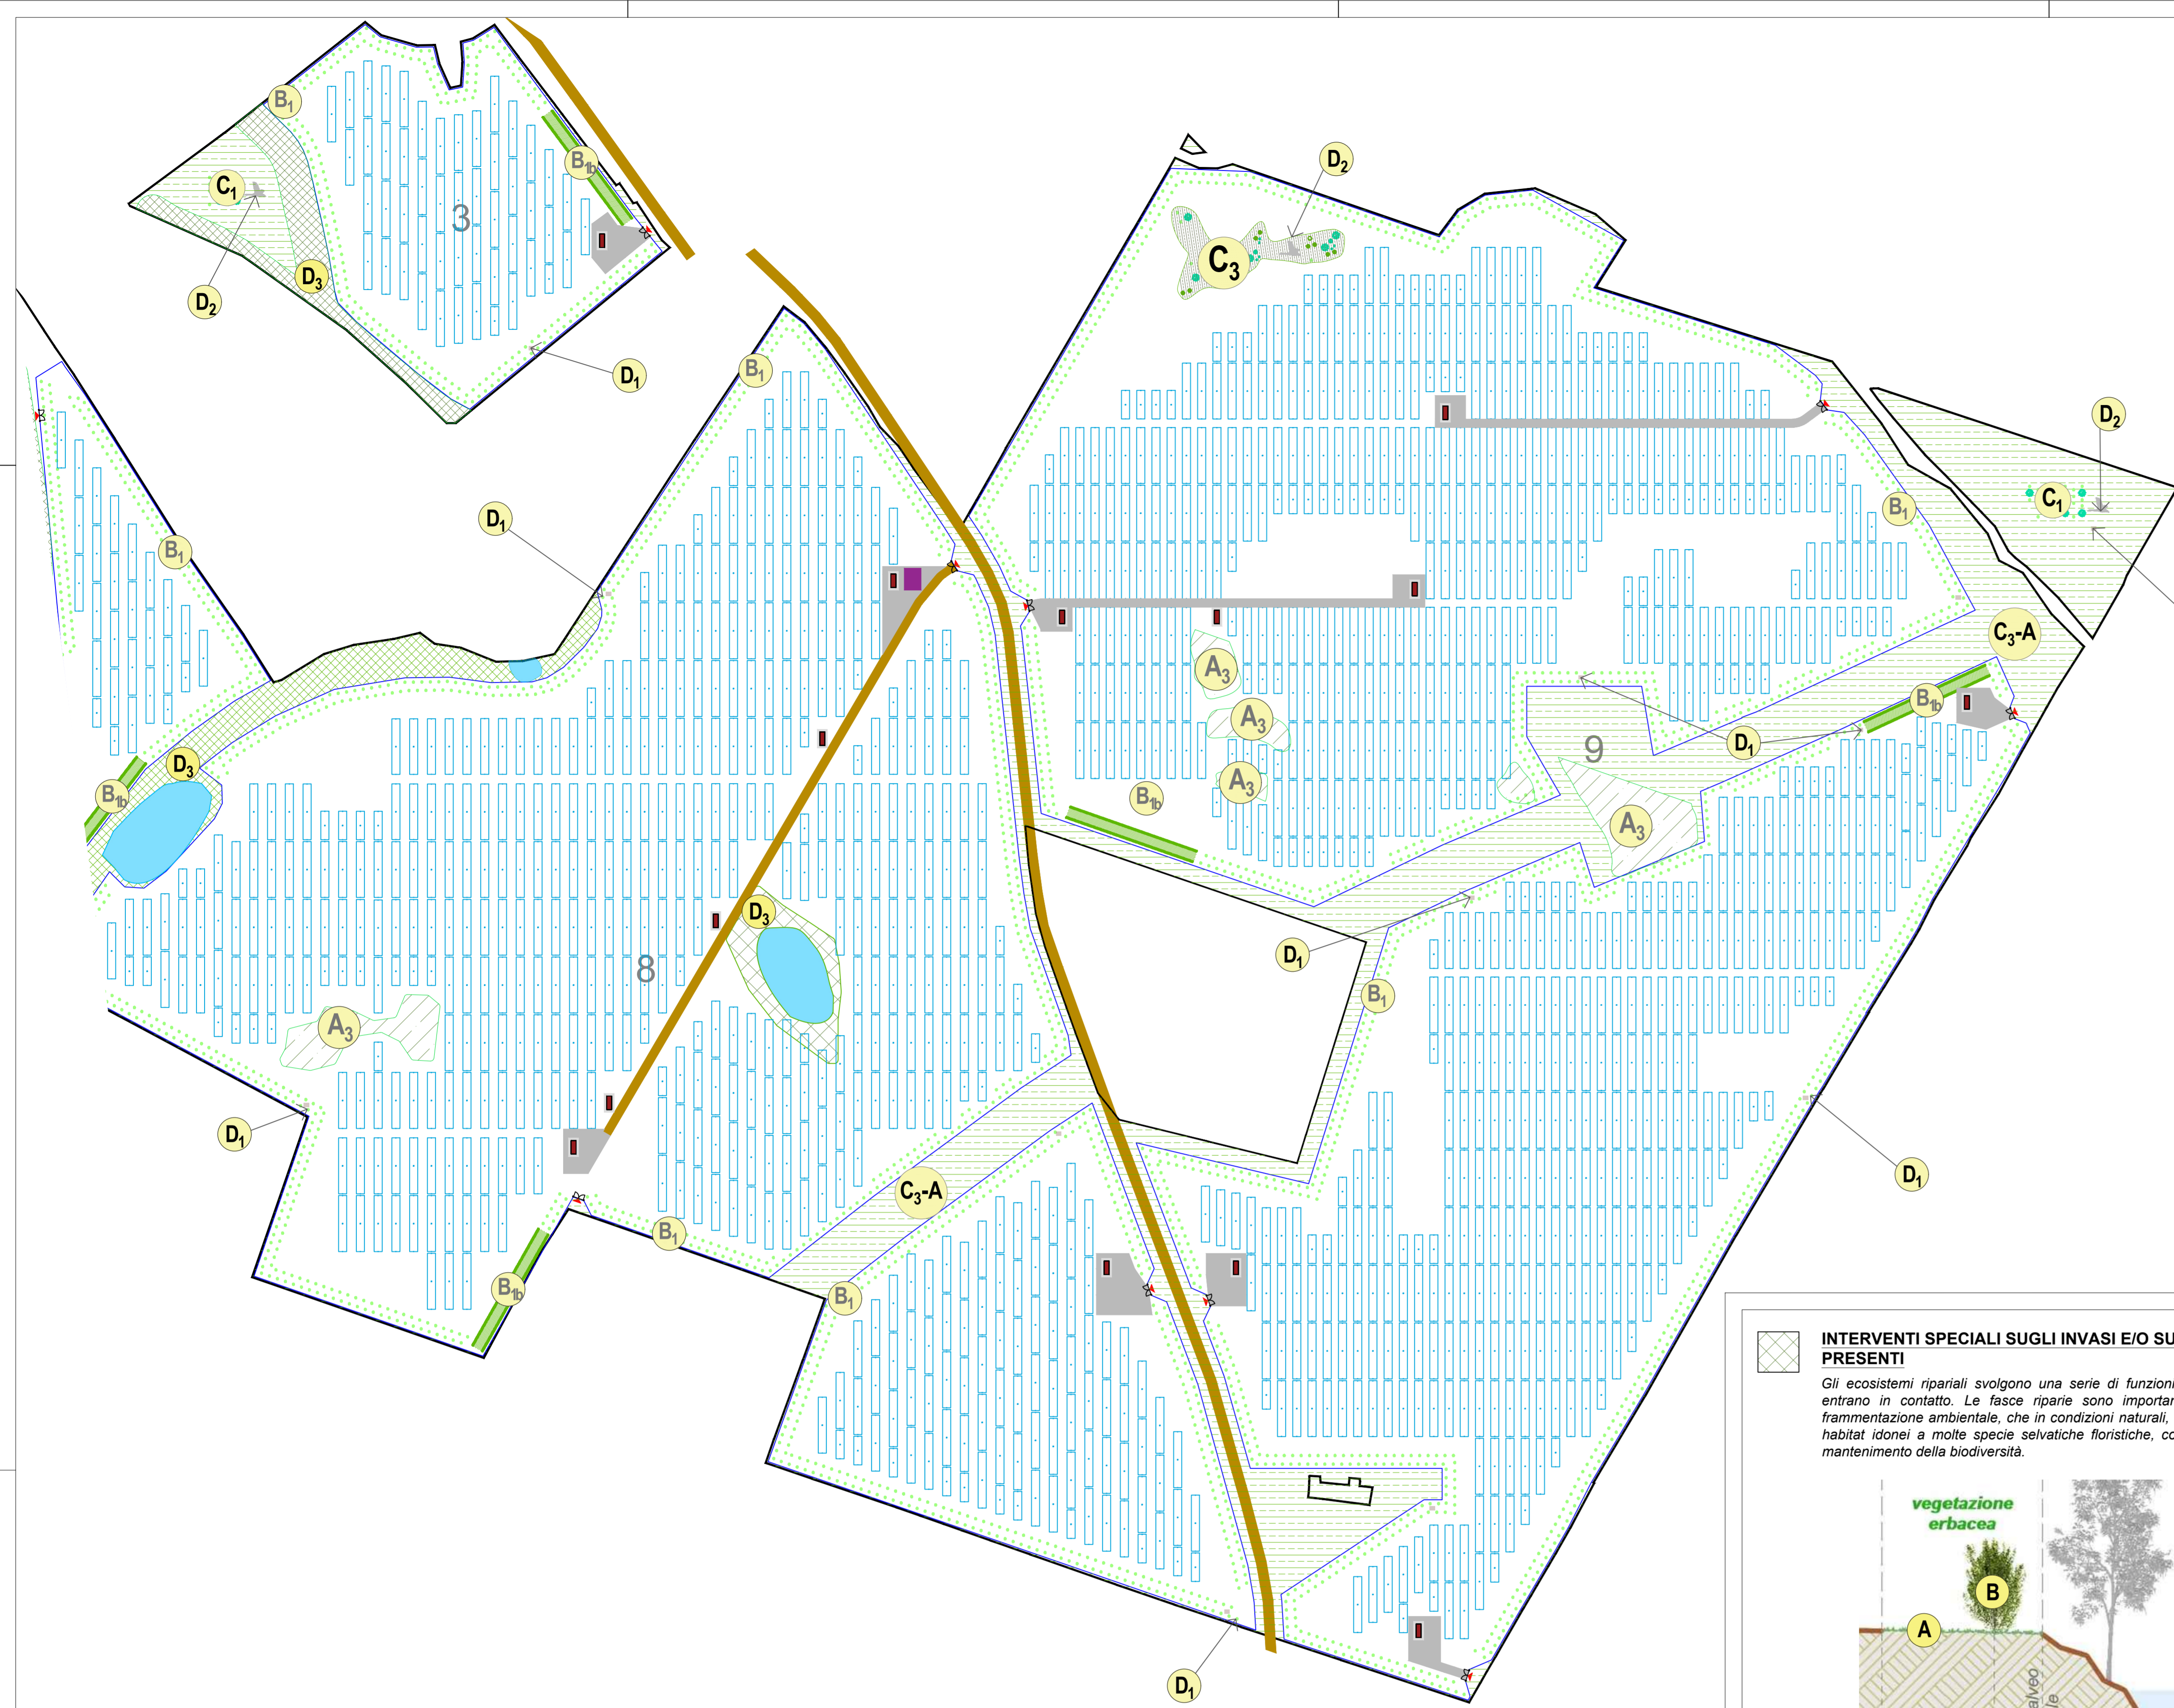 B1
B1b
C1
3
D3
D2
D1
D2
C3
B1
D2
C1
B1
D1
B1
C3-A
A3
B1b
A3
D1
9
D3
A3
B1b
B1b
A3
D3
D1
8
B1
A3
D1
D1
C3-A
B1
B1b
B1
D1
INTERVENTI SPECIALI SUGLI INVASI E/O SU
PRESENTI
Gli ecosistemi ripariali svolgono una serie di funzioni
entrano in contatto. Le fasce riparie sono importan
frammentazione ambientale, che in condizioni naturali,
habitat idonei a molte specie selvatiche floristiche, co
mantenimento della biodiversità.
vegetazione
erbacea
B
A
alveo
le